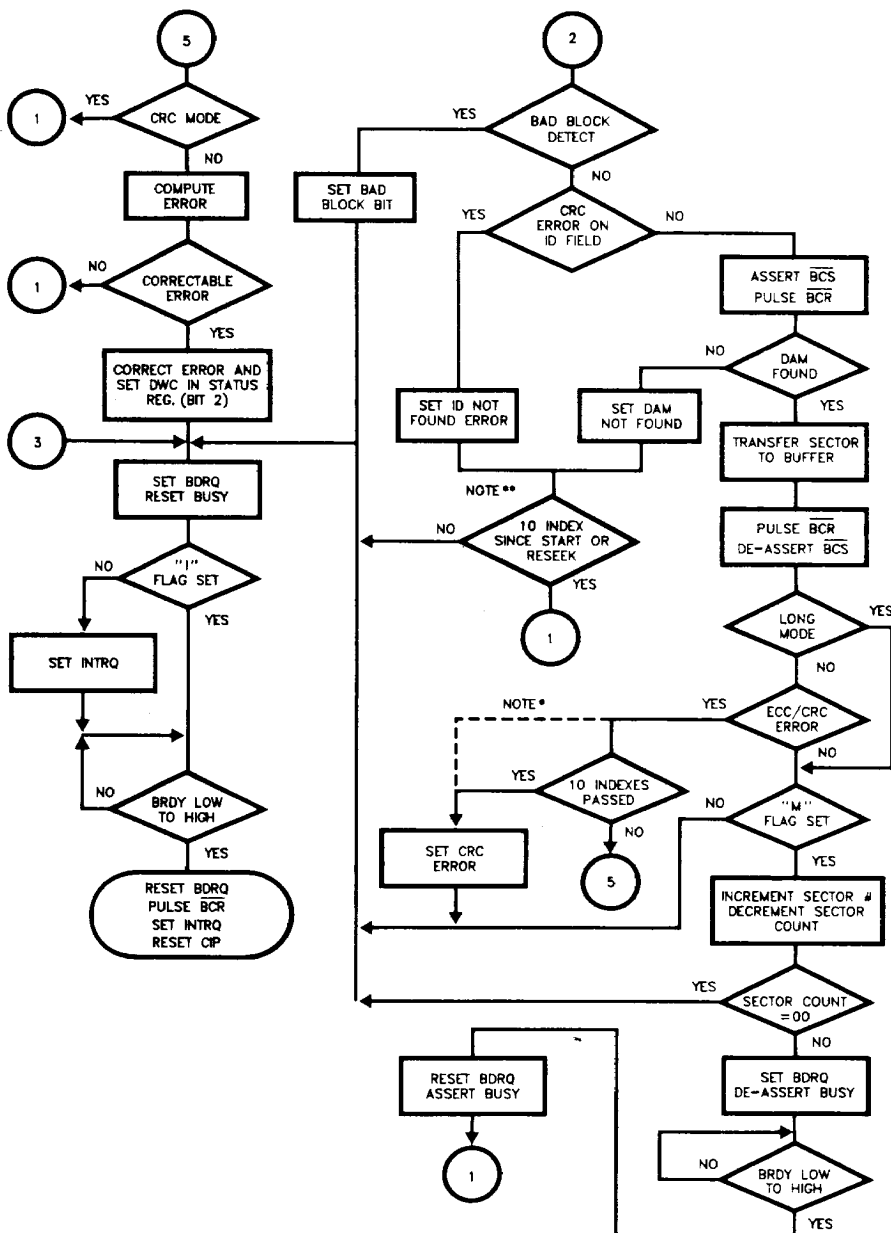 5
YES
1
CRC MODE
NO
COMPUTE
ERROR
NO
1
CORRECTABLE
ERROR
YES
CORRECT ERROR AND
SET DWC IN STATUS
REG. (BIT 2)
3
SET BDRQ
RESET BUSY
NO
"I"
FLAG SET
YES
SET INTRQ
NO
BRDY LOW
TO HIGH
YES
RESET BDRQ
PULSE BCR
SET INTRQ
RESET CIP
2
YES
BAD BLOCK
DETECT
NO
SET BAD
BLOCK BIT
YES
CRC
ERROR ON
ID FIELD
NO
ASSERT BCS
PULSE BCR
NO
DAM
FOUND
YES
SET ID NOT
FOUND ERROR
SET DAM
NOT FOUND
TRANSFER SECTOR
TO BUFFER
NOTE**
NO
10 INDEX
SINCE START OR
RESEEK
YES
1
PULSE BCR
DE-ASSERT BCS
LONG
MODE
YES
NO
NOTE*
YES
ECC/CRC
ERROR
NO
YES
10 INDEXES
PASSED
NO
5
SET CRC
ERROR
NO
"M"
FLAG SET
YES
INCREMENT SECTOR #
DECREMENT SECTOR
COUNT
YES
SECTOR COUNT
=00
NO
RESET BDRQ
ASSERT BUSY
1
SET BDRQ
DE-ASSERT BUSY
NO
BRDY LOW
TO HIGH
YES